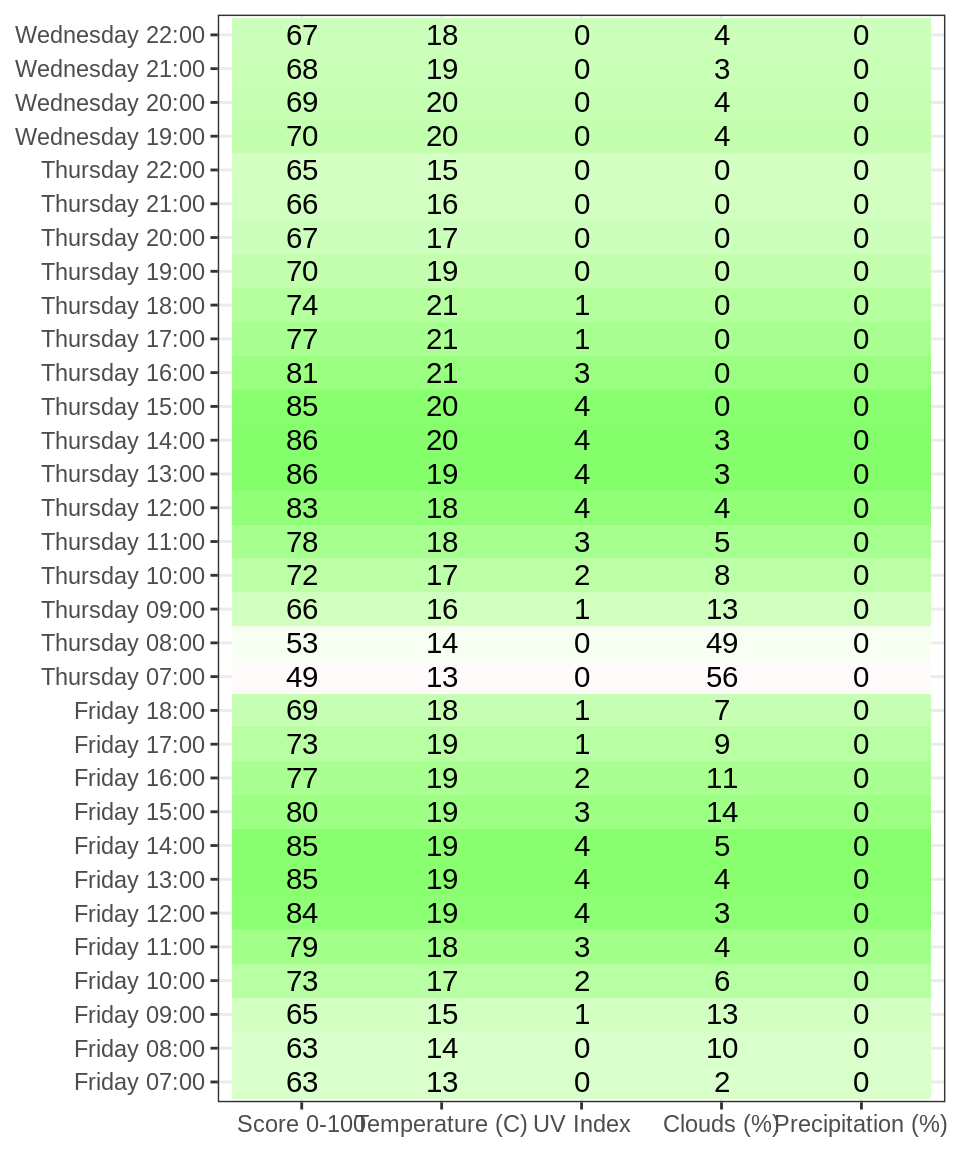 Wednesday 22:00 67 18 0 4 0
Wednesday 21:00 68 19 0 3 0
Wednesday 20:00 69 20 0 4 0
Wednesday 19:00 70 20 0 4 0
Thursday 22:00 65 15 0 0 0
Thursday 21:00 66 16 0 0 0
Thursday 20:00 67 17 0 0 0
Thursday 19:00 70 19 0 0 0
Thursday 18:00 74 21 1 0 0
Thursday 17:00 77 21 1 0 0
Thursday 16:00 81 21 3 0 0
Thursday 15:00 85 20 4 0 0
Thursday 14:00 86 20 4 3 0
Thursday 13:00 86 19 4 3 0
Thursday 12:00 83 18 4 4 0
Thursday 11:00 78 18 3 5 0
Thursday 10:00 72 17 2 8 0
Thursday 09:00 66 16 1 13 0
Thursday 08:00 53 14 0 49 0
Thursday 07:00 49 13 0 56 0
Friday 18:00 69 18 1 7 0
Friday 17:00 73 19 1 9 0
Friday 16:00 77 19 2 11 0
Friday 15:00 80 19 3 14 0
Friday 14:00 85 19 4 5 0
Friday 13:00 85 19 4 4 0
Friday 12:00 84 19 4 3 0
Friday 11:00 79 18 3 4 0
Friday 10:00 73 17 2 6 0
Friday 09:00 65 15 1 13 0
Friday 08:00 63 14 0 10 0
Friday 07:00 63 13 0 2 0
Score 0-100 Temperature (C) UV Index Clouds (%) Precipitation (%)